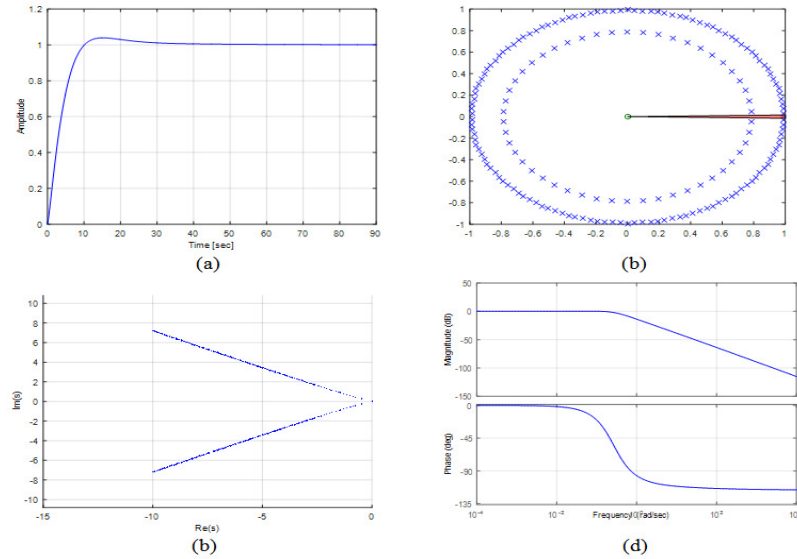 1.2
1
0.8
0.6
0.4
0.2
0
Amplitude
0 10 20 30 40 50 60 70 80 90
Time [sec]
(a)
1
0.8
0.6
0.4
0.2
0
-0.2
-0.4
-0.6
-0.8
-1
-1 -0.8 -0.6 -0.4 -0.2 0 0.2 0.4 0.6 0.8 1
(b)
10
8
6
4
2
0
-2
-4
-6
-8
-10
Im(s)
-15 -10 -5 0
Re(s)
(b)
50
0
-50
-100
-150
Magnitude (dB)
0
-45
-90
-135
Phase (deg)
Frequency (rad/sec)
(d)